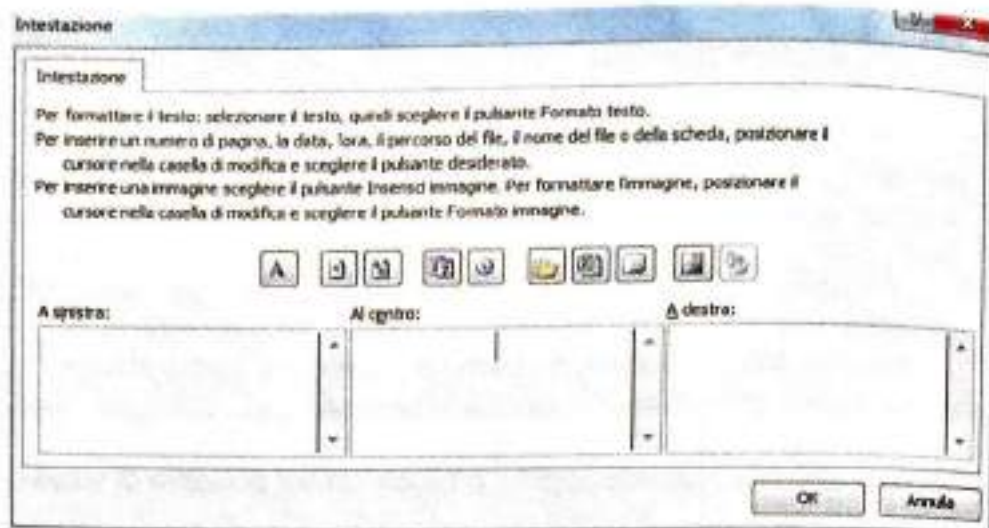 Intestazione
Intestazione
Per formattare il testo: selezionare il testo, quindi scegliere il pulsante Formato testo.
Per inserire un numero di pagina, la data, l'ora, il percorso del file, il nome del file o della scheda, posizionare il
cursore nella casella di modifica e scegliere il pulsante desiderato.
Per inserire una immagine scegliere il pulsante Inserisci immagine. Per formattare l'immagine, posizionare il
cursore nella casella di modifica e scegliere il pulsante Formato immagine.
A
A sinistra: Al centro: A destra:
OK Annulla